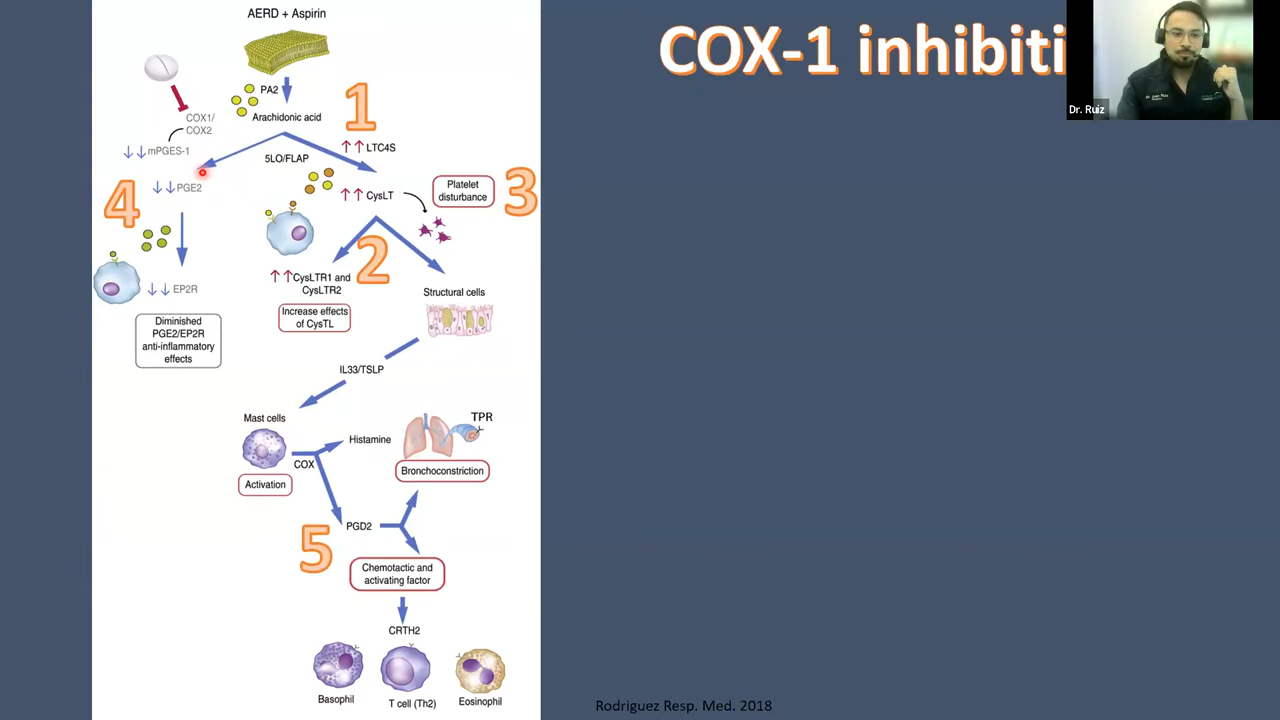 AERD + Aspirin
COX-1 inhibiti
Dr. Ruiz
PA2
1
COX1/
COX2
Arachidonic acid
↓↓mPGES-1
5LO/FLAP
↑↑LTC4S
4
↓↓PGE2
↑↑CysLT
Platelet
disturbance
3
2
↑↑CysLTR1 and
CysLTR2
Structural cells
↓↓EP2R
Increase effects
of CysTL
Diminished
PGE2/EP2R
anti-inflammatory
effects
IL33/TSLP
Mast cells
TPR
Histamine
COX
Bronchoconstriction
Activation
5
PGD2
Chemotactic and
activating factor
CRTH2
Basophil
T cell (Th2)
Eosinophil
Rodriguez Resp. Med. 2018